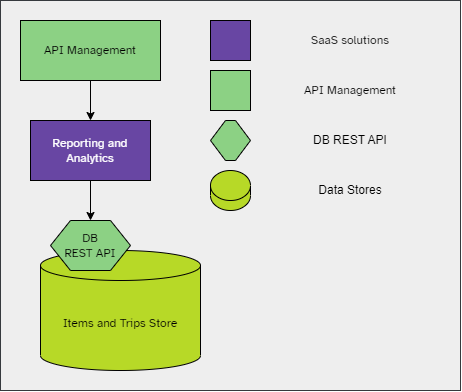 API Management
Reporting and
Analytics
DB
REST API
Items and Trips Store
SaaS solutions
API Management
DB REST API
Data Stores